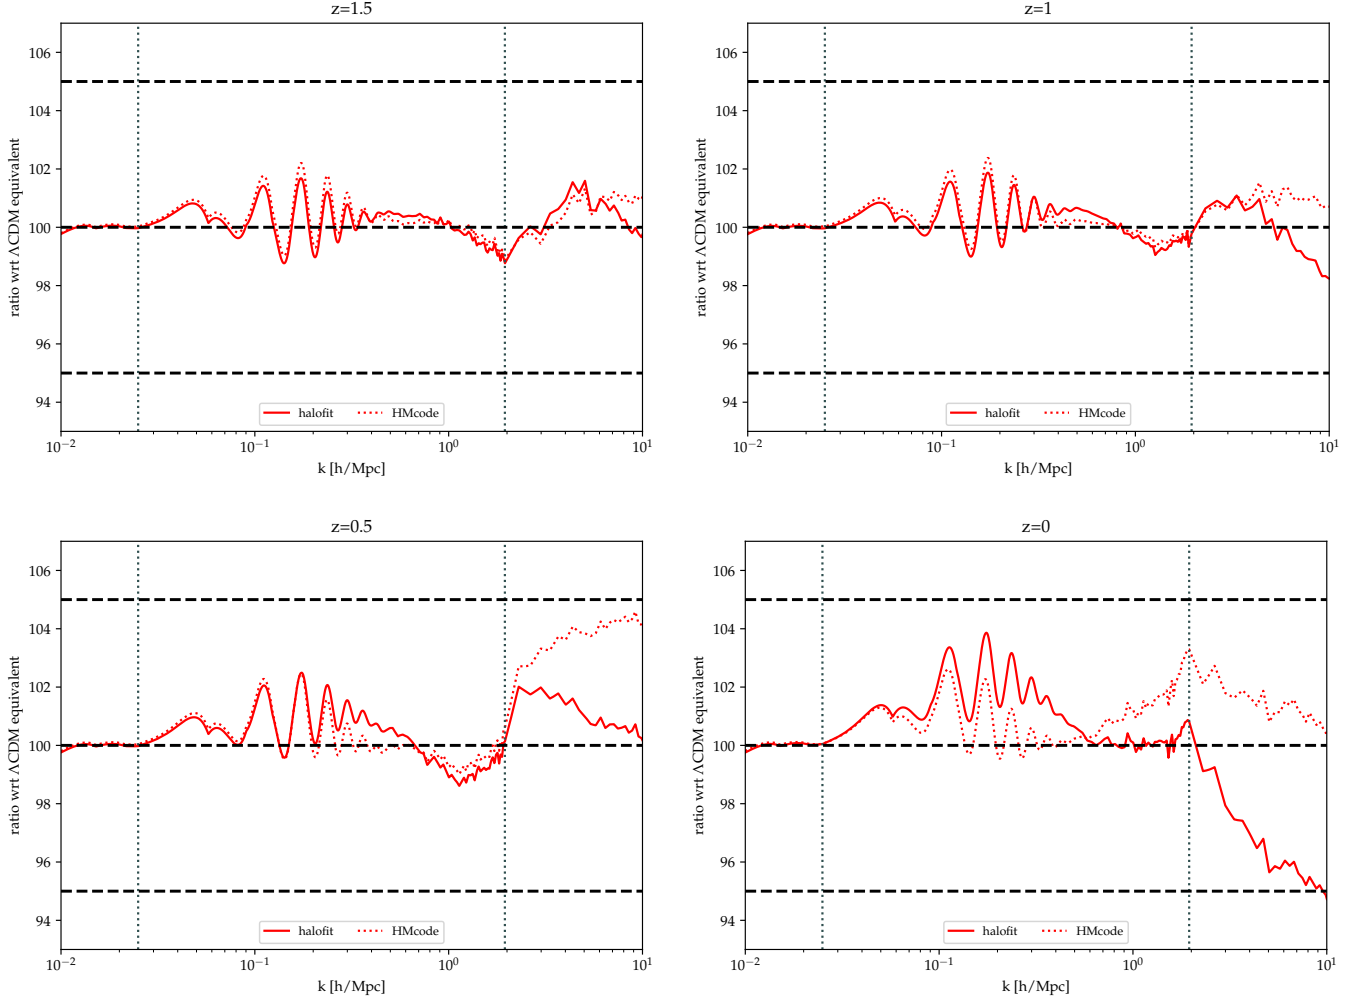 z=1.5
106
104
102
100
98
96
94
ratio wrt ΛCDM equivalent
halofit
HMcode
10⁻²
10⁻¹
10⁰
10¹
k [h/Mpc]
z=1
106
104
102
100
98
96
94
ratio wrt ΛCDM equivalent
halofit
HMcode
10⁻²
10⁻¹
10⁰
10¹
k [h/Mpc]
z=0.5
106
104
102
100
98
96
94
ratio wrt ΛCDM equivalent
halofit
HMcode
10⁻²
10⁻¹
10⁰
10¹
k [h/Mpc]
z=0
106
104
102
100
98
96
94
ratio wrt ΛCDM equivalent
halofit
HMcode
10⁻²
10⁻¹
10⁰
10¹
k [h/Mpc]